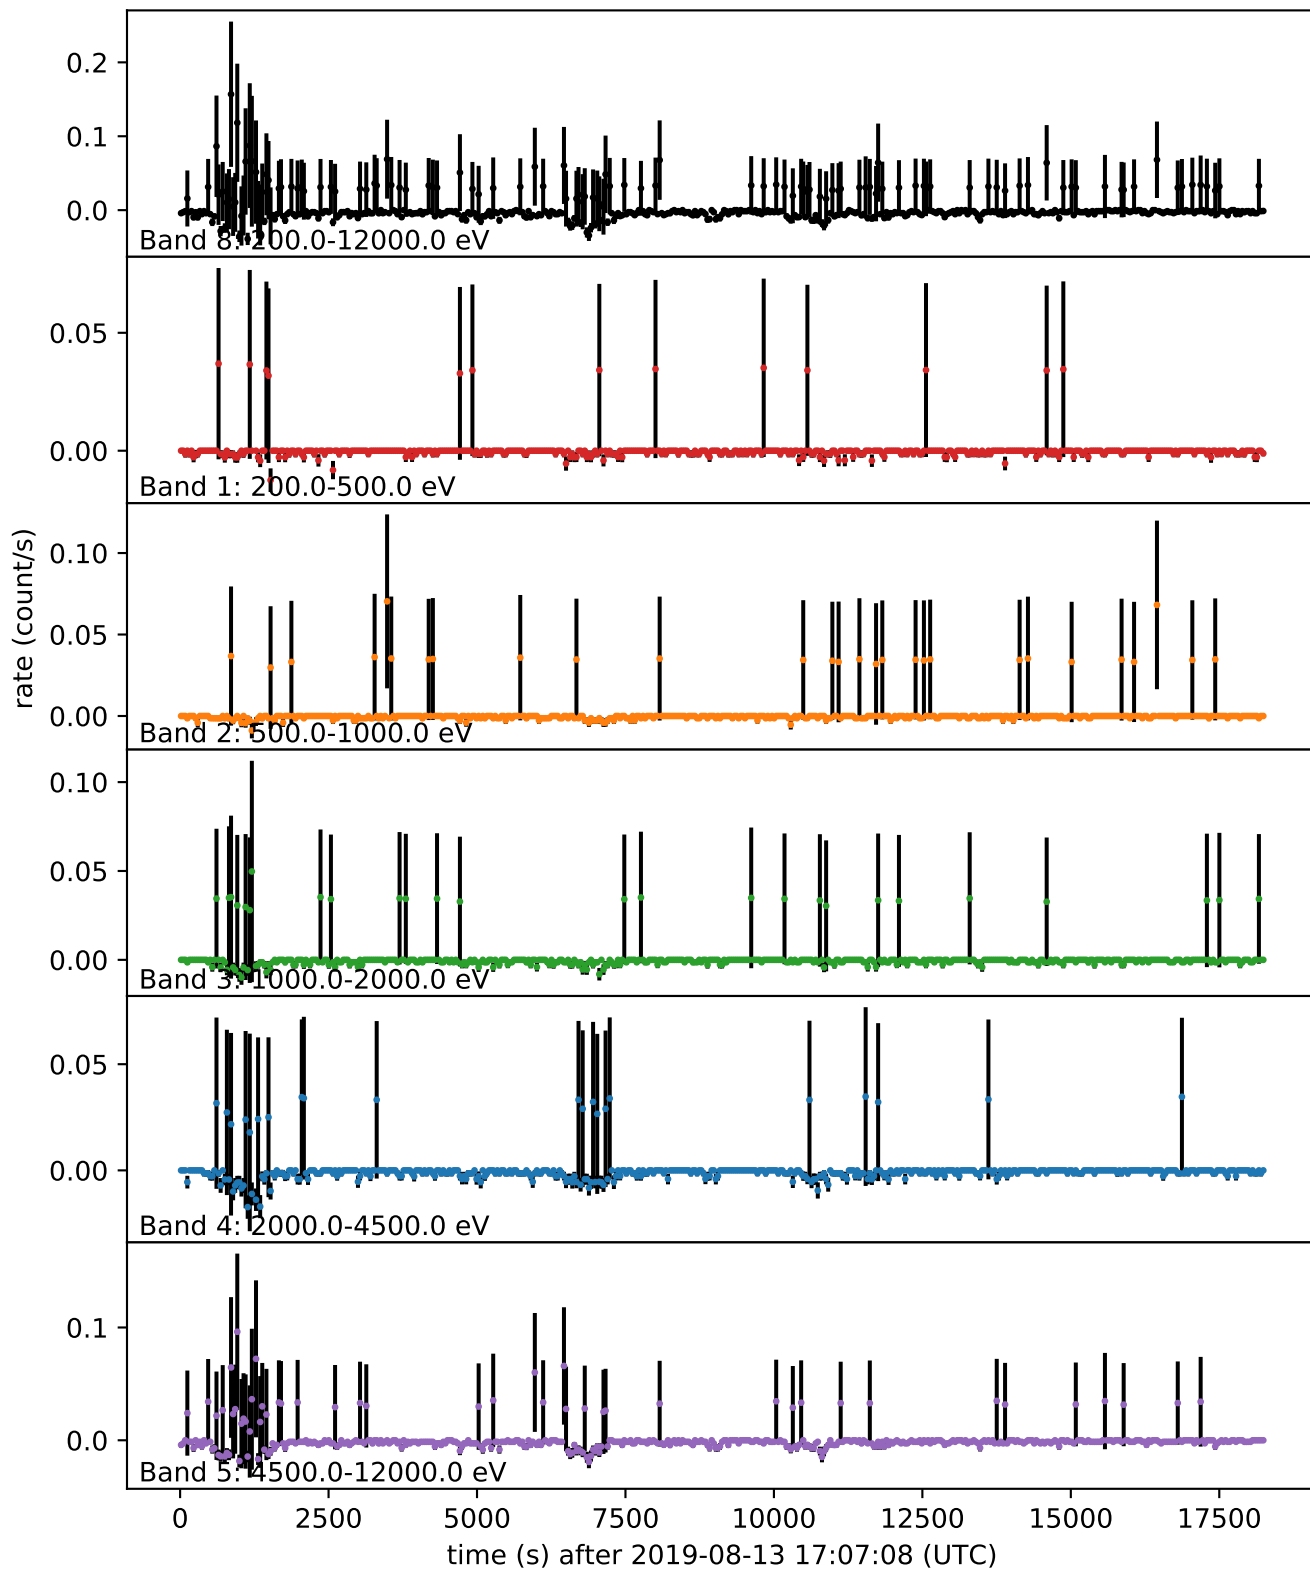 0.2
0.1
0.0
Band 8: 200.0-12000.0 eV
0.05
0.00
Band 1: 200.0-500.0 eV
0.10
0.05
0.00
Band 2: 500.0-1000.0 eV
rate (count/s)
0.10
0.05
0.00
Band 3: 1000.0-2000.0 eV
0.05
0.00
Band 4: 2000.0-4500.0 eV
0.1
0.0
Band 5: 4500.0-12000.0 eV
0 2500 5000 7500 10000 12500 15000 17500
time (s) after 2019-08-13 17:07:08 (UTC)